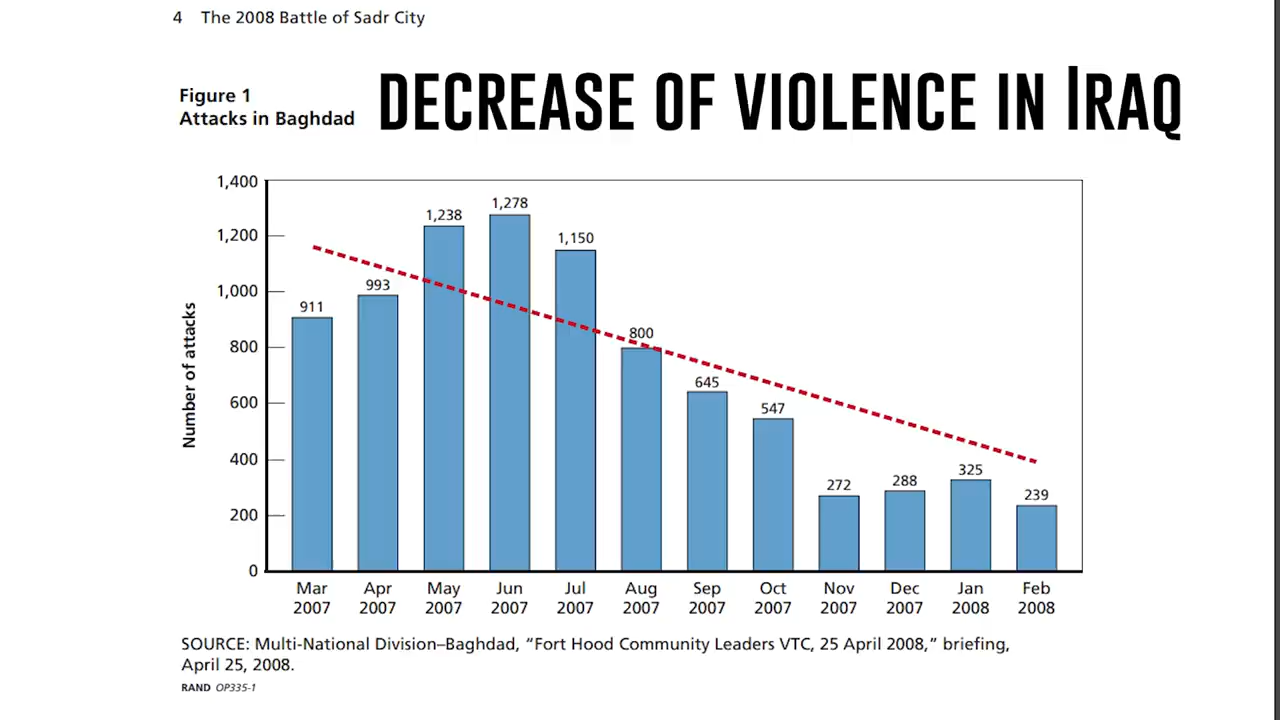 4 The 2008 Battle of Sadr City
DECREASE OF VIOLENCE IN IRAQ
Figure 1
Attacks in Baghdad
1,400
1,200
1,000
800
600
400
200
0
Number of attacks
911
993
1,238
1,278
1,150
800
645
547
272
288
325
239
Mar Apr May Jun Jul Aug Sep Oct Nov Dec Jan Feb
2007 2007 2007 2007 2007 2007 2007 2007 2007 2007 2008 2008
SOURCE: Multi-National Division–Baghdad, “Fort Hood Community Leaders VTC, 25 April 2008,” briefing,
April 25, 2008.
RAND OP335-1